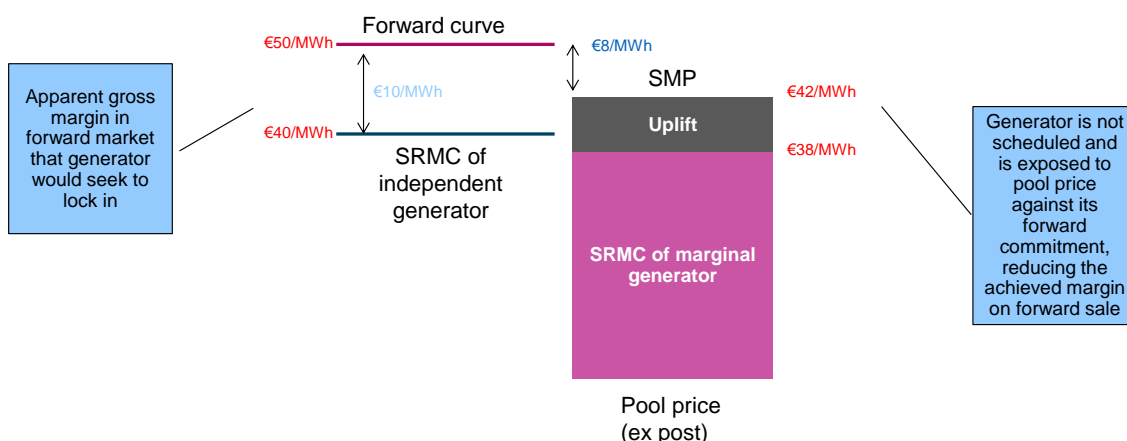 Forward curve
€50/MWh
€8/MWh
Apparent gross
margin in
forward market
that generator
would seek to
lock in
€10/MWh
€40/MWh
SRMC of
independent
generator
SMP
€42/MWh
Uplift
€38/MWh
SRMC of marginal
generator
Generator is not
scheduled and
is exposed to
pool price
against its
forward
commitment,
reducing the
achieved margin
on forward sale
Pool price
(ex post)